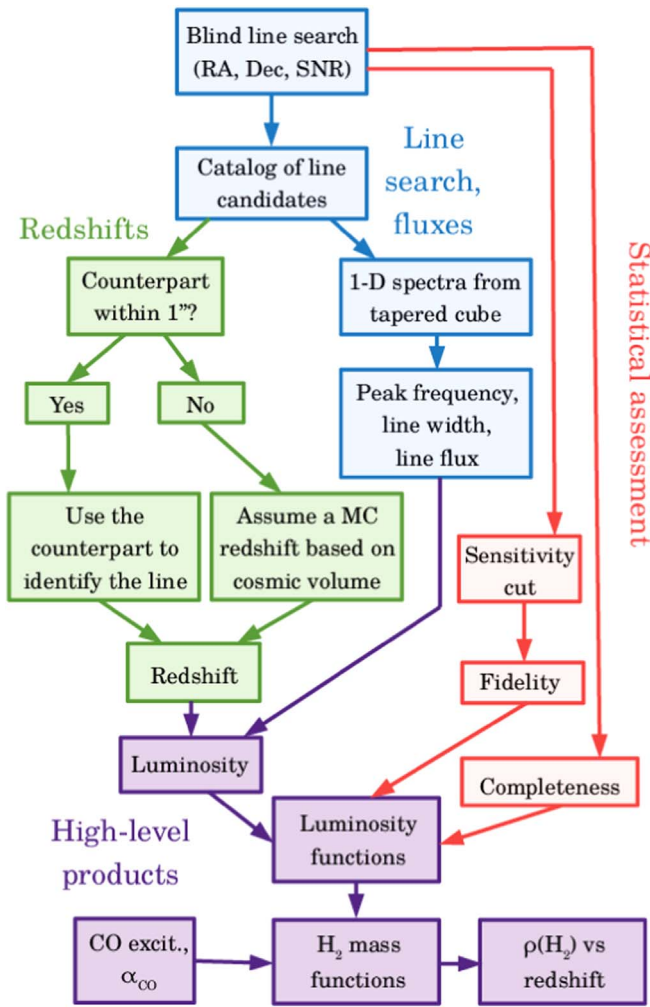 Blind line search
(RA, Dec, SNR)
Catalog of line
candidates
Line
search,
fluxes
Redshifts
Statistical assessment
Counterpart
within 1”?
1-D spectra from
tapered cube
Yes
No
Peak frequency,
line width,
line flux
Use the
counterpart to
identify the line
Assume a MC
redshift based on
cosmic volume
Sensitivity
cut
Redshift
Fidelity
Luminosity
Completeness
High-level
products
Luminosity
functions
CO excit.,
α_CO
H₂ mass
functions
ρ(H₂) vs
redshift